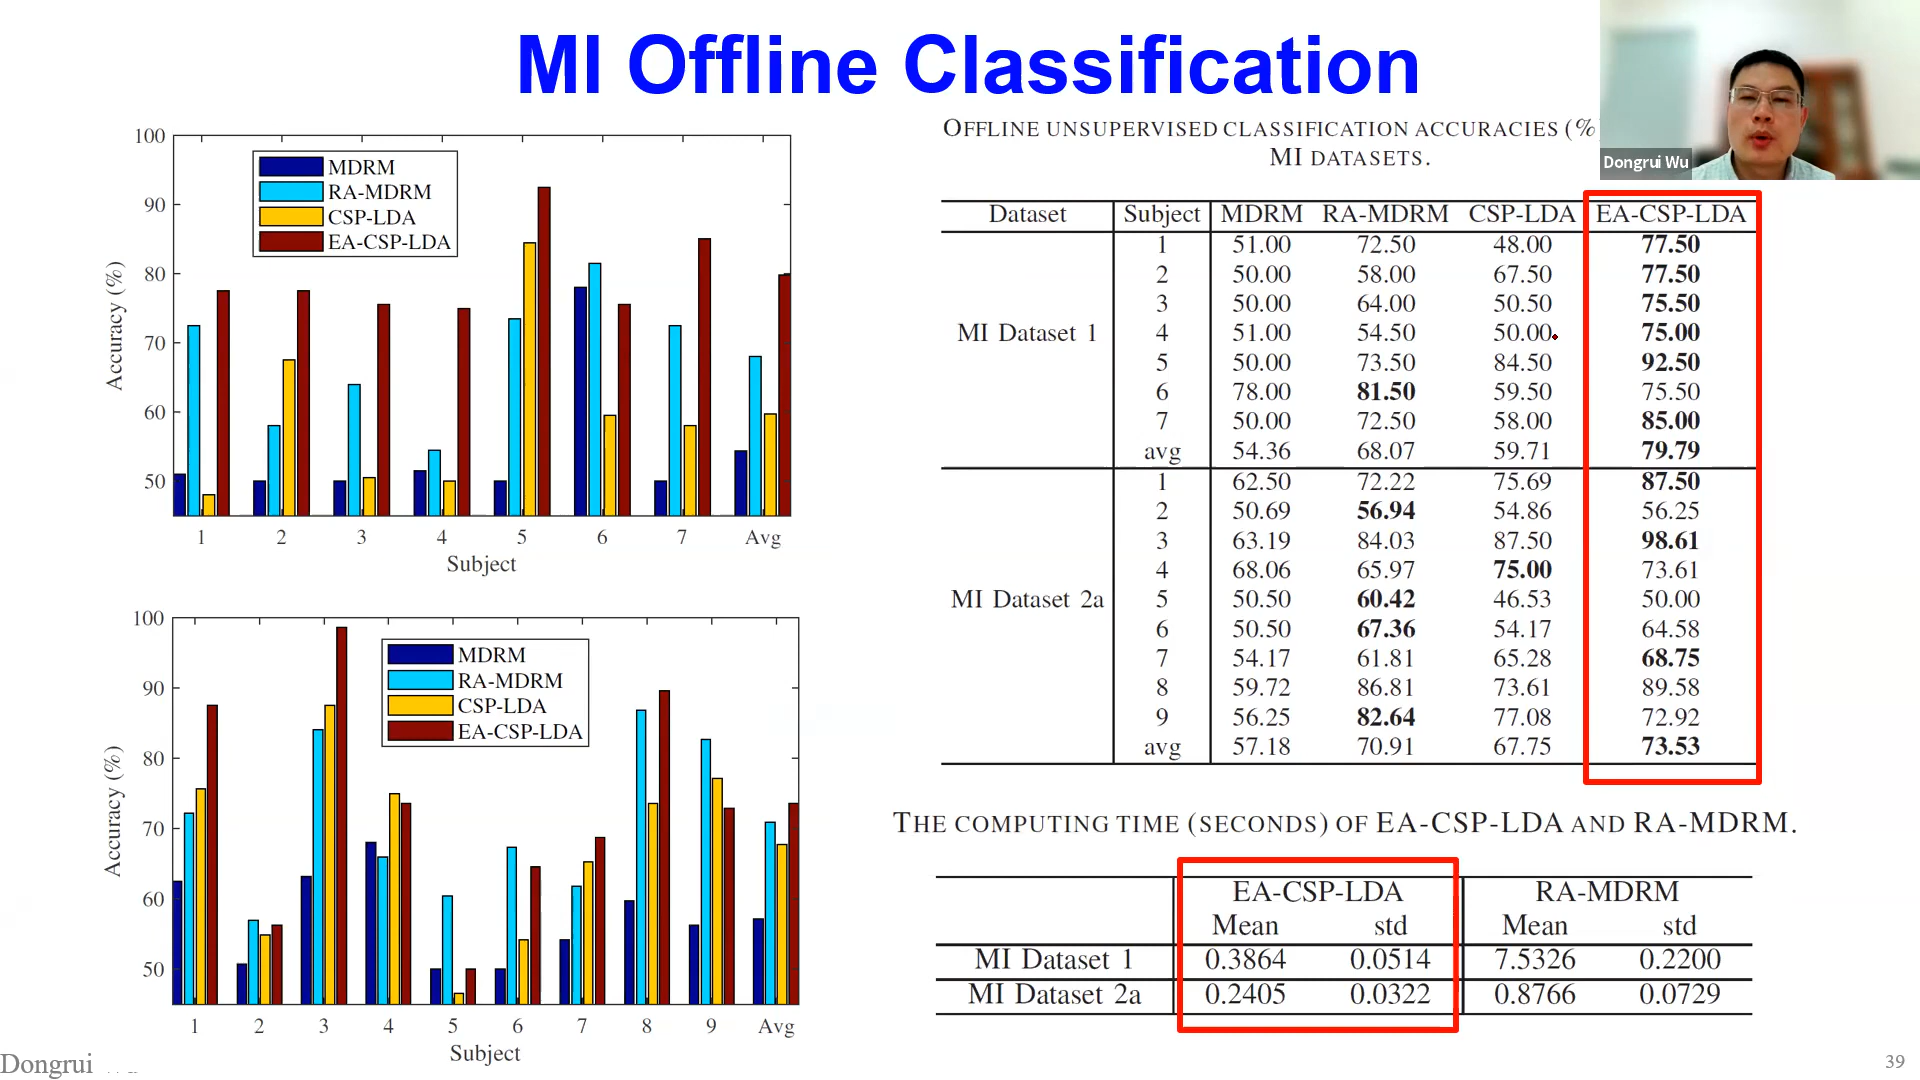 MI Offline Classification
Dongrui Wu
100
90
80
70
60
50
Accuracy (%)
MDRM
RA-MDRM
CSP-LDA
EA-CSP-LDA
1 2 3 4 5 6 7 Avg
Subject
100
90
80
70
60
50
Accuracy (%)
MDRM
RA-MDRM
CSP-LDA
EA-CSP-LDA
1 2 3 4 5 6 7 8 9 Avg
Subject
OFFLINE UNSUPERVISED CLASSIFICATION ACCURACIES (%
MI DATASETS.
Dataset Subject MDRM RA-MDRM CSP-LDA EA-CSP-LDA
1 51.00 72.50 48.00 77.50
2 50.00 58.00 67.50 77.50
3 50.00 64.00 50.50 75.50
MI Dataset 1 4 51.00 54.50 50.00 75.00
5 50.00 73.50 84.50 92.50
6 78.00 81.50 59.50 75.50
7 50.00 72.50 58.00 85.00
avg 54.36 68.07 59.71 79.79
1 62.50 72.22 75.69 87.50
2 50.69 56.94 54.86 56.25
3 63.19 84.03 87.50 98.61
4 68.06 65.97 75.00 73.61
MI Dataset 2a 5 50.50 60.42 46.53 50.00
6 50.50 67.36 54.17 64.58
7 54.17 61.81 65.28 68.75
8 59.72 86.81 73.61 89.58
9 56.25 82.64 77.08 72.92
avg 57.18 70.91 67.75 73.53
THE COMPUTING TIME (SECONDS) OF EA-CSP-LDA AND RA-MDRM.
EA-CSP-LDA RA-MDRM
Mean std Mean std
MI Dataset 1 0.3864 0.0514 7.5326 0.2200
MI Dataset 2a 0.2405 0.0322 0.8766 0.0729
Dongrui
39